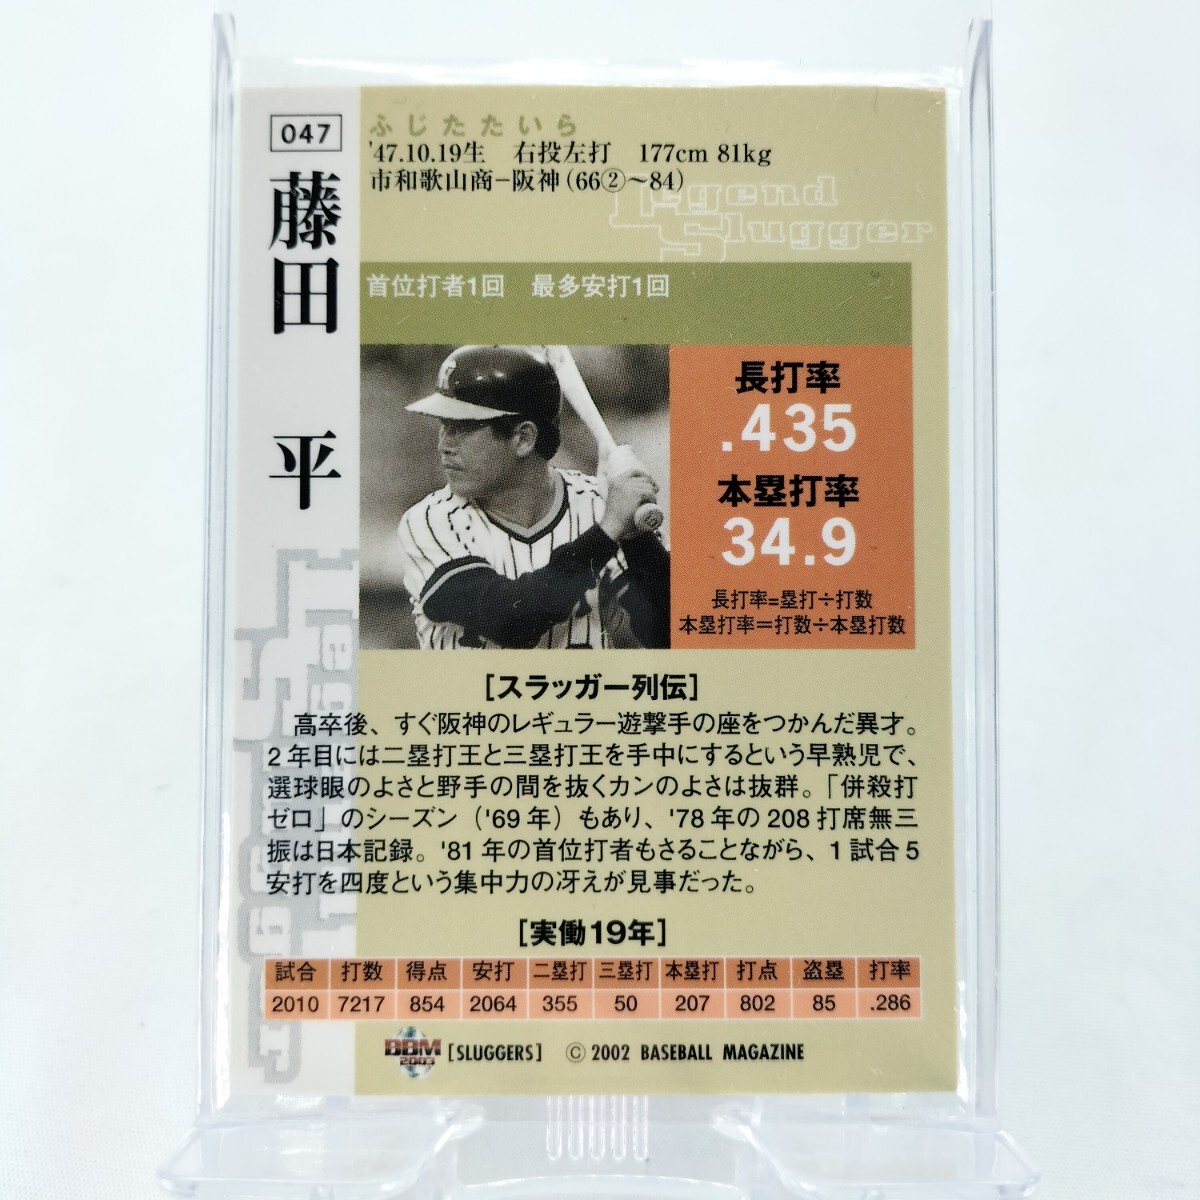 047
藤田 平
ふじたたいら
'47.10.19生 右投左打 177cm 81kg
市和歌山商−阪神(66②〜84)
Legend
Slugger
首位打者1回 最多安打1回
長打率
.435
本塁打率
34.9
長打率=塁打÷打数
本塁打率=打数÷本塁打数
[スラッガー列伝]
高卒後、すぐ阪神のレギュラー遊撃手の座をつかんだ異才。
2年目には二塁打王と三塁打王を手中にするという早熟児で、
選球眼のよさと野手の間を抜くカンのよさは抜群。「併殺打
ゼロ」のシーズン('69年)もあり、'78年の208打席無三
振は日本記録。'81年の首位打者もさることながら、1試合5
安打を四度という集中力の冴えが見事だった。
[実働19年]
試合 打数 得点 安打 二塁打 三塁打 本塁打 打点 盗塁 打率
2010 7217 854 2064 355 50 207 802 85 .286
BBM
2003
[SLUGGERS] © 2002 BASEBALL MAGAZINE
Legend
Slugger